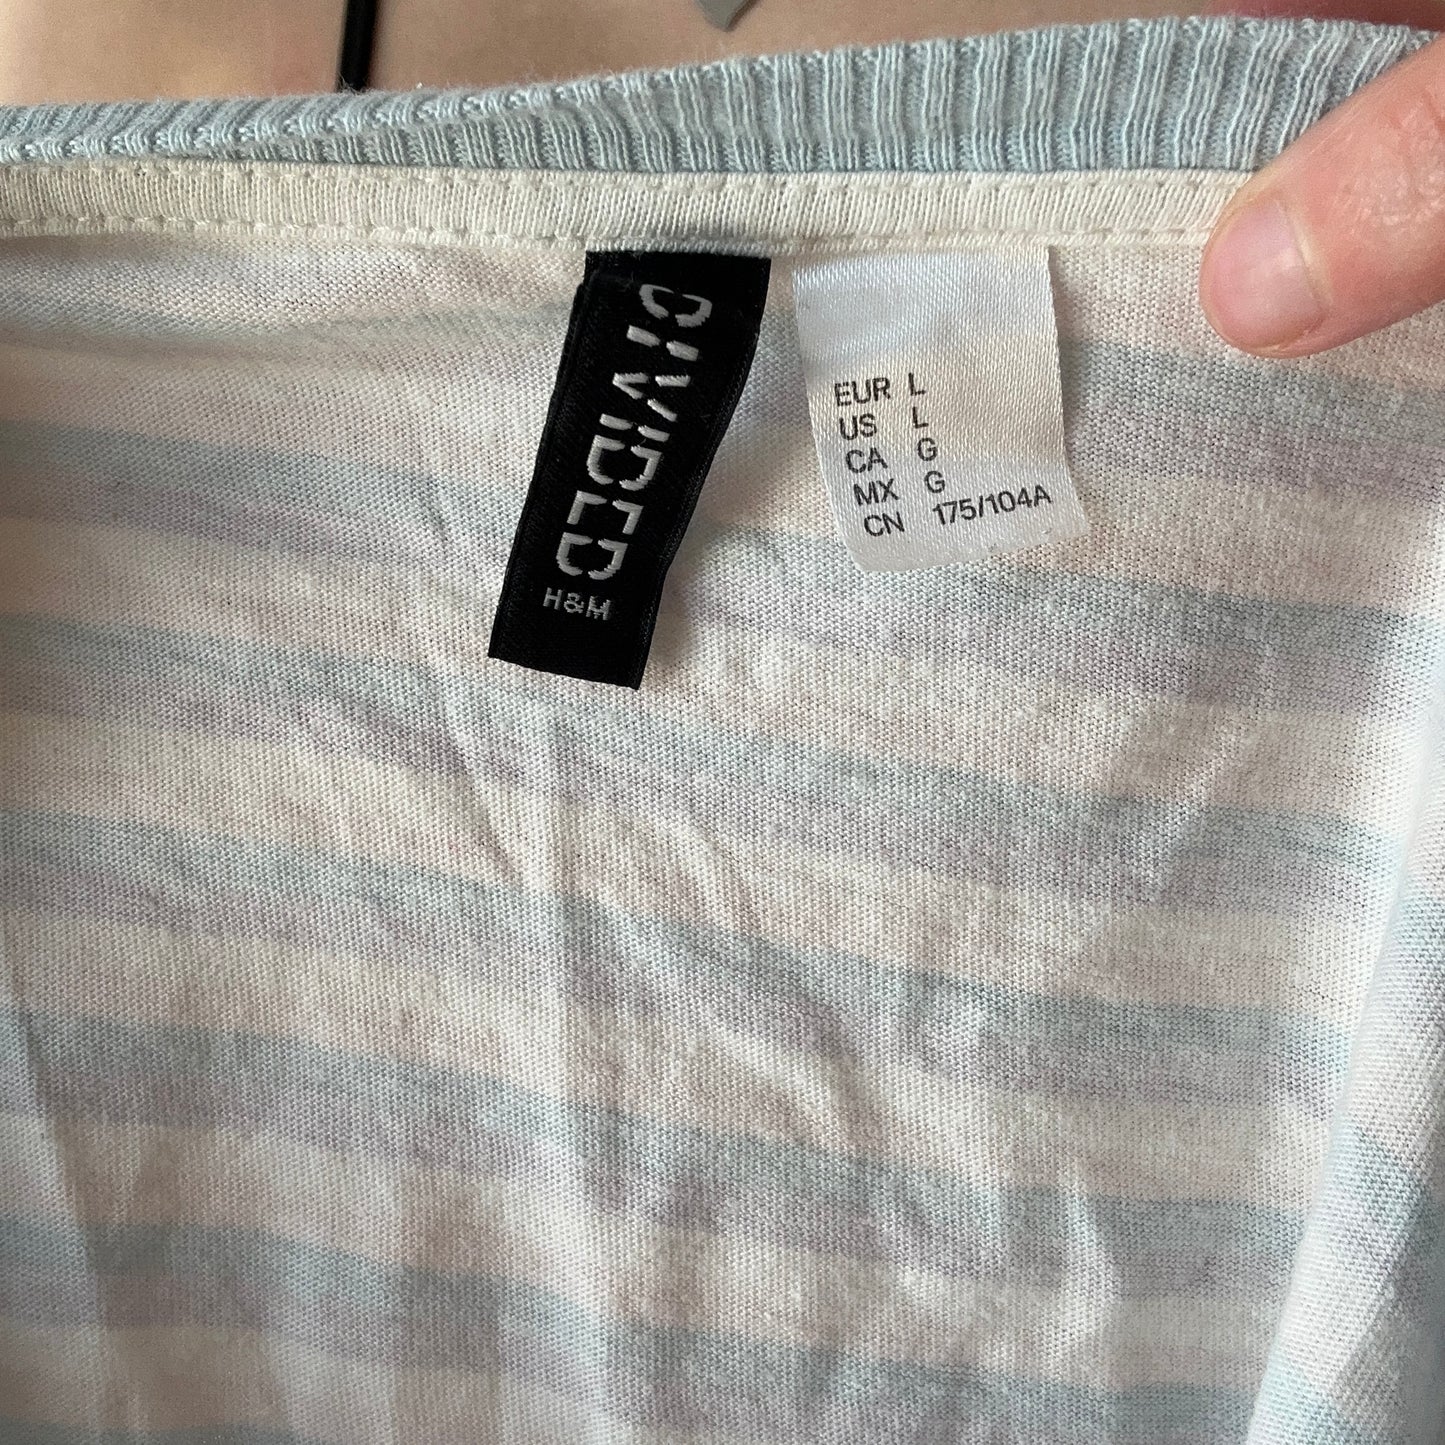 DIVIDED
H&M
EUR L
US L
CA G
MX G
CN 175/104A